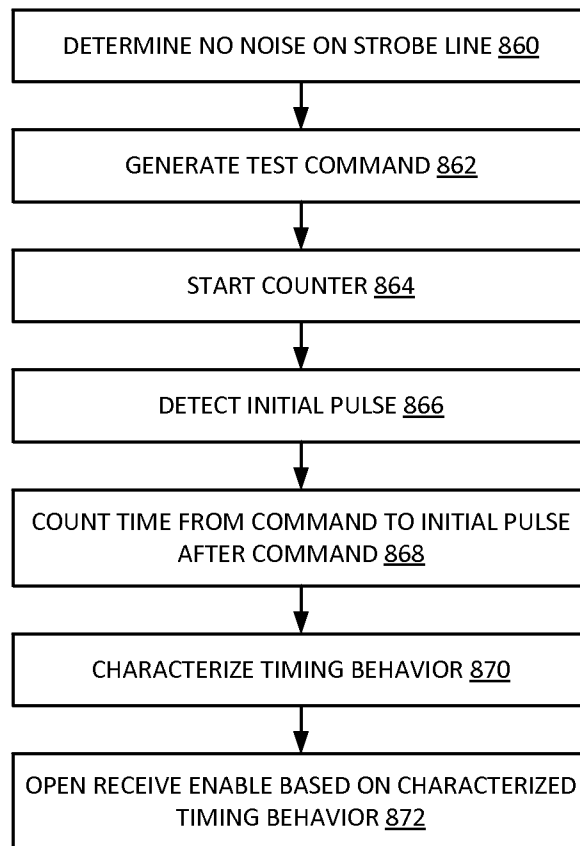 DETERMINE NO NOISE ON STROBE LINE 860
GENERATE TEST COMMAND 862
START COUNTER 864
DETECT INITIAL PULSE 866
COUNT TIME FROM COMMAND TO INITIAL PULSE
AFTER COMMAND 868
CHARACTERIZE TIMING BEHAVIOR 870
OPEN RECEIVE ENABLE BASED ON CHARACTERIZED
TIMING BEHAVIOR 872